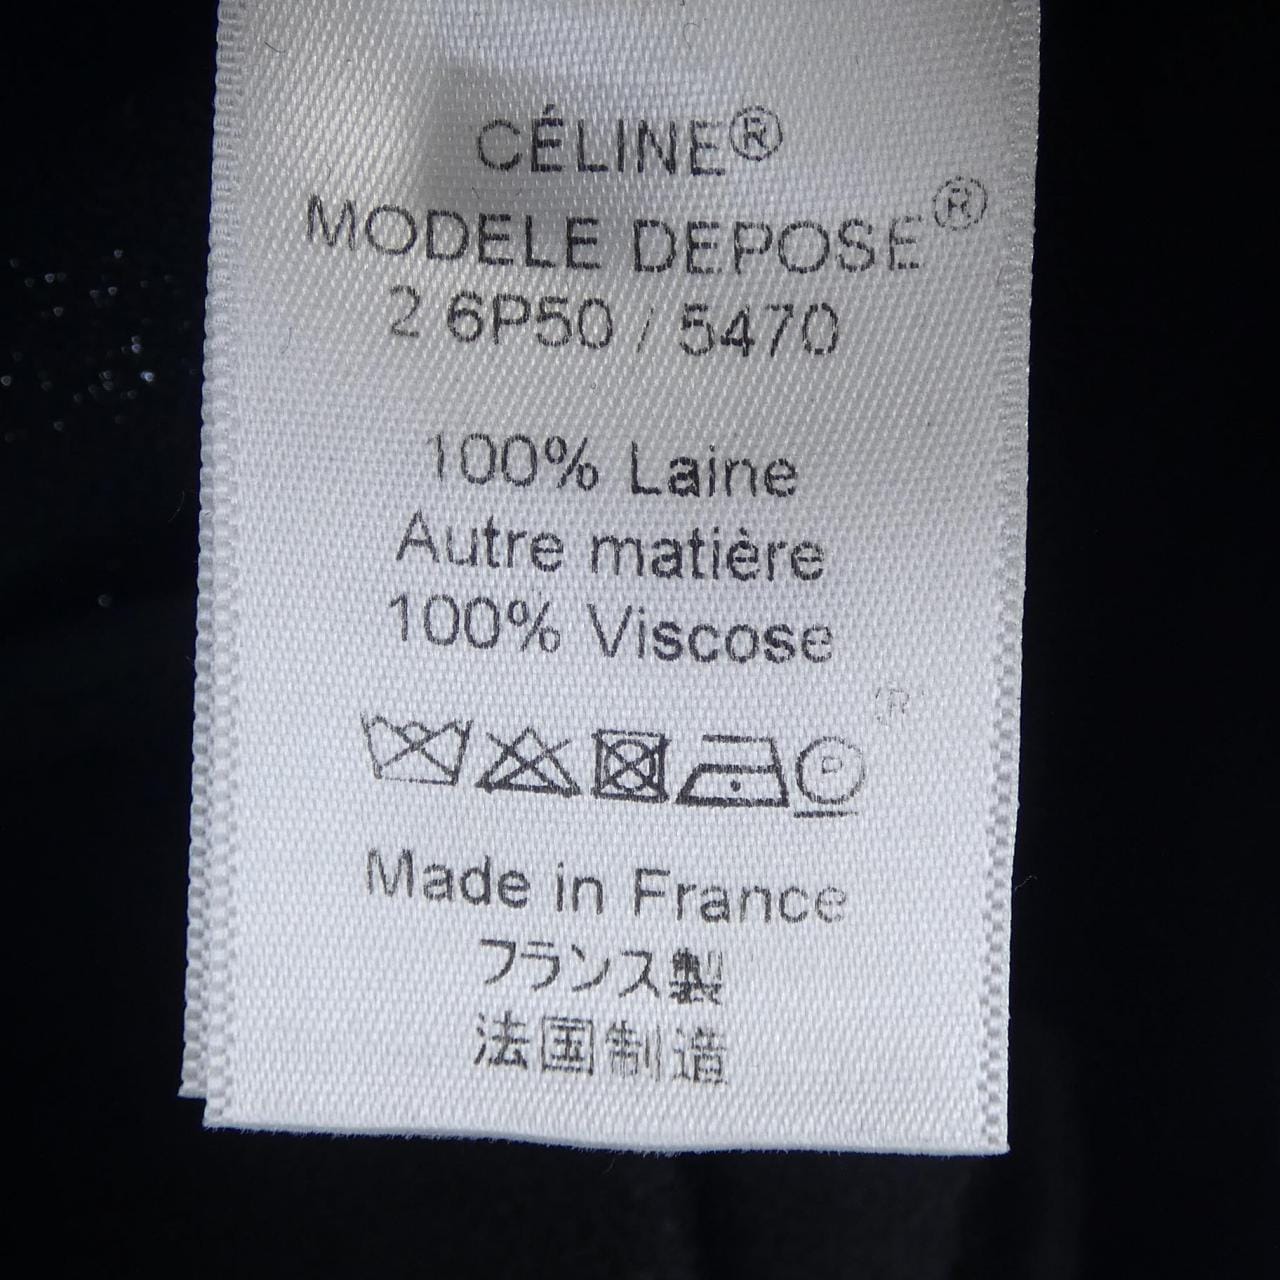 CÉLINE®
MODELE DEPOSE®
2 6P50 / 5470
100% Laine
Autre matière
100% Viscose
®
P
Made in France
フランス製
法国制造